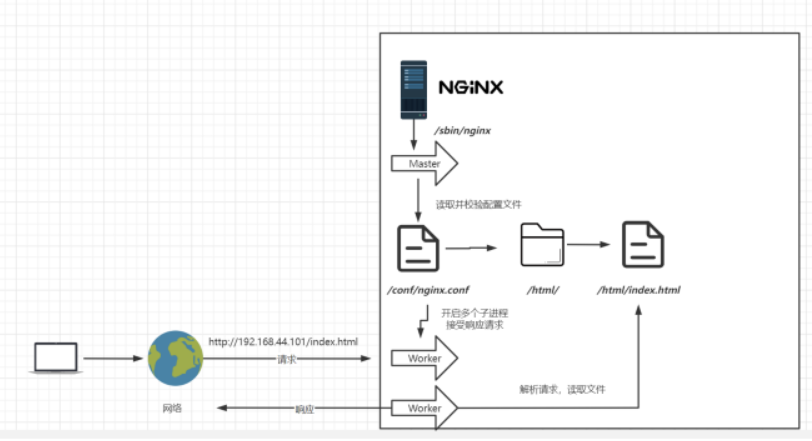 NGiNX
/sbin/nginx
Master
读取并校验配置文件
/conf/nginx.conf
/html/
/html/index.html
开启多个子进程
接受响应请求
http://192.168.44.101/index.html
请求
Worker
解析请求，读取文件
网络
响应
Worker